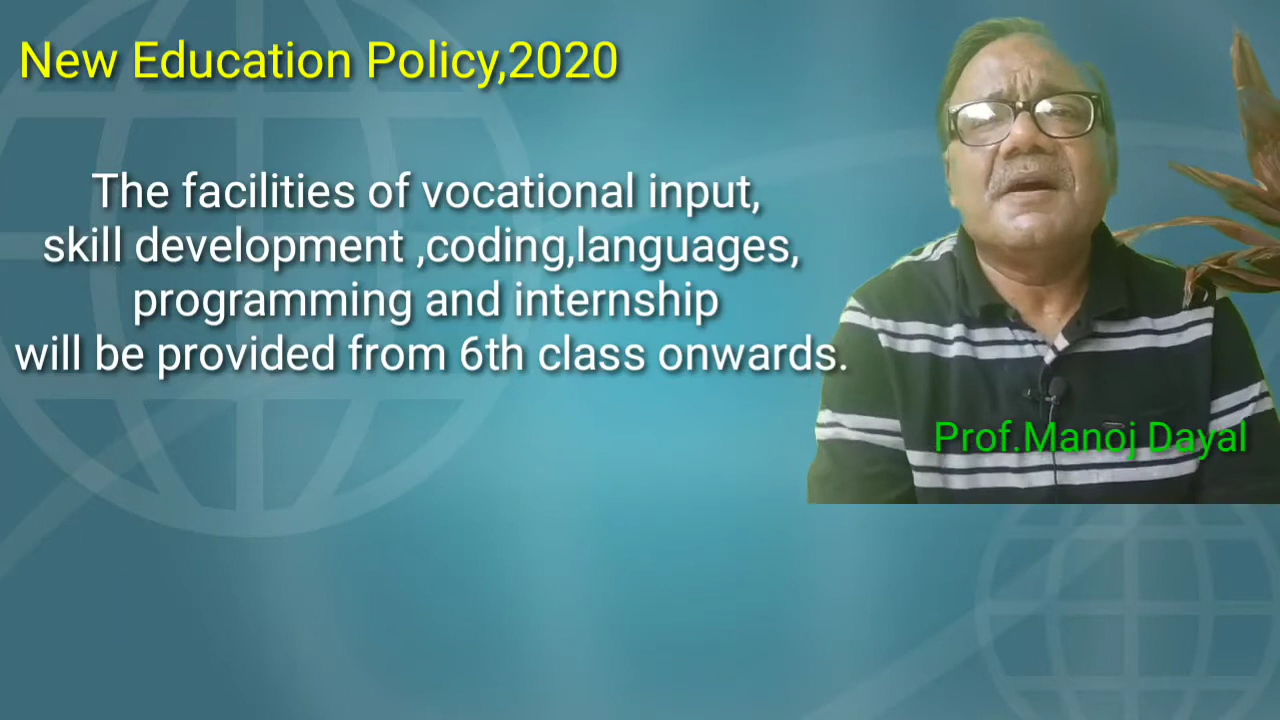 New Education Policy,2020
The facilities of vocational input,
skill development ,coding,languages,
programming and internship
will be provided from 6th class onwards.
Prof.Manoj Dayal